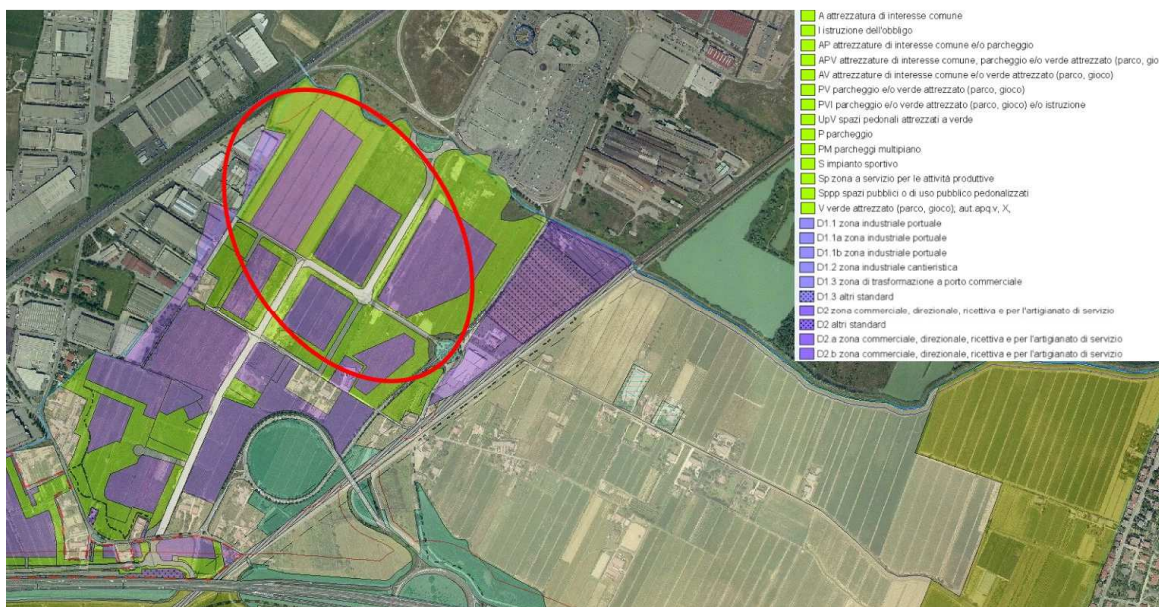 A attrezzatura di interesse comune
I istruzione dell'obbligo
AP attrezzature di interesse comune e/o parcheggio
APV attrezzature di interesse comune, parcheggio e/o verde attrezzato (parco, gio
AV attrezzature di interesse comune e/o verde attrezzato (parco, gioco)
PV parcheggio e/o verde attrezzato (parco, gioco)
PVI parcheggio e/o verde attrezzato (parco, gioco) e/o istruzione
UpV spazi pedonali attrezzati a verde
P parcheggio
PM parcheggi multipiano
S impianto sportivo
Sp zona a servizio per le attività produttive
Sppp spazi pubblici o di uso pubblico pedonalizzati
V verde attrezzato (parco, gioco); aut.apq.v, X,
D1.1 zona industriale portuale
D1.1a zona industriale portuale
D1.1b zona industriale portuale
D1.2 zona industriale cantieristica
D1.3 zona di trasformazione a porto commerciale
D1.3 altri standard
D2 zona commerciale, direzionale, ricettiva e per l'artigianato di servizio
D2 altri standard
D2.a zona commerciale, direzionale, ricettiva e per l'artigianato di servizio
D2.b zona commerciale, direzionale, ricettiva e per l'artigianato di servizio